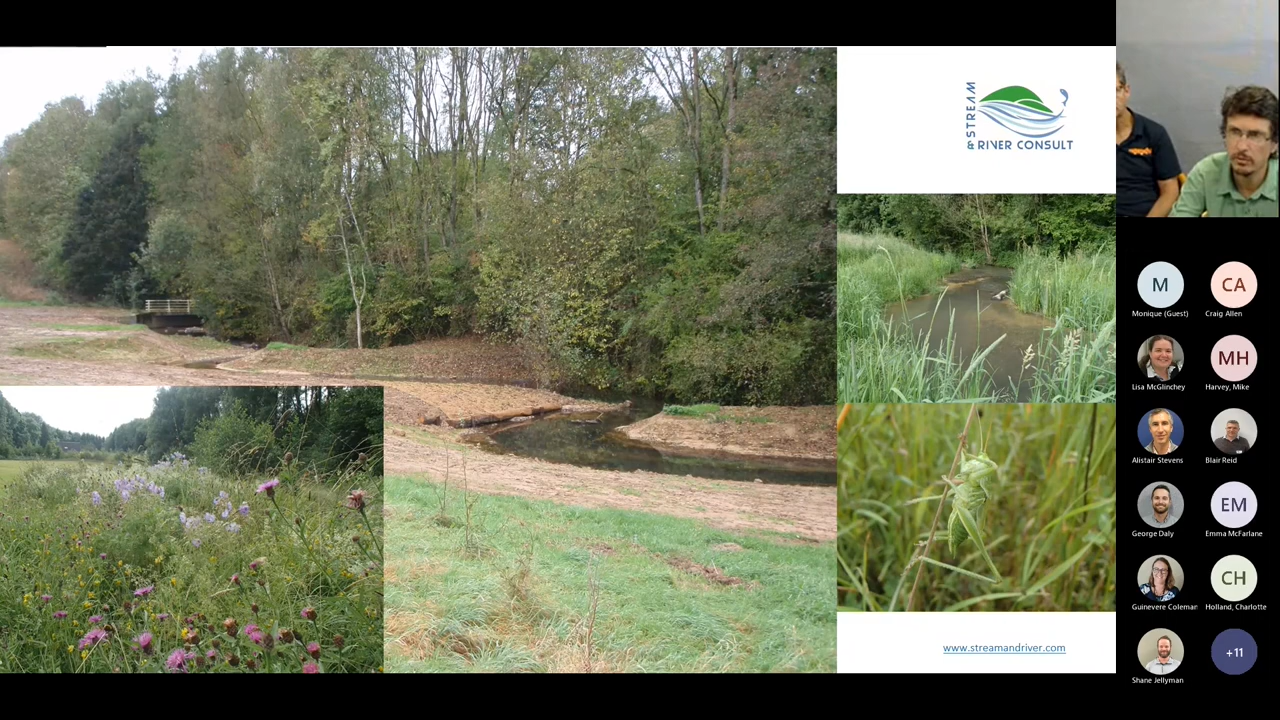 & STREAM
RIVER CONSULT
www.streamandriver.com
M
CA
Monique (Guest)
Craig Allen
MH
Lisa McGlinchey
Harvey, Mike
Alistair Stevens
Blair Reid
EM
George Daly
Emma McFarlane
CH
Guinevere Coleman
Holland, Charlotte
+11
Shane Jellyman